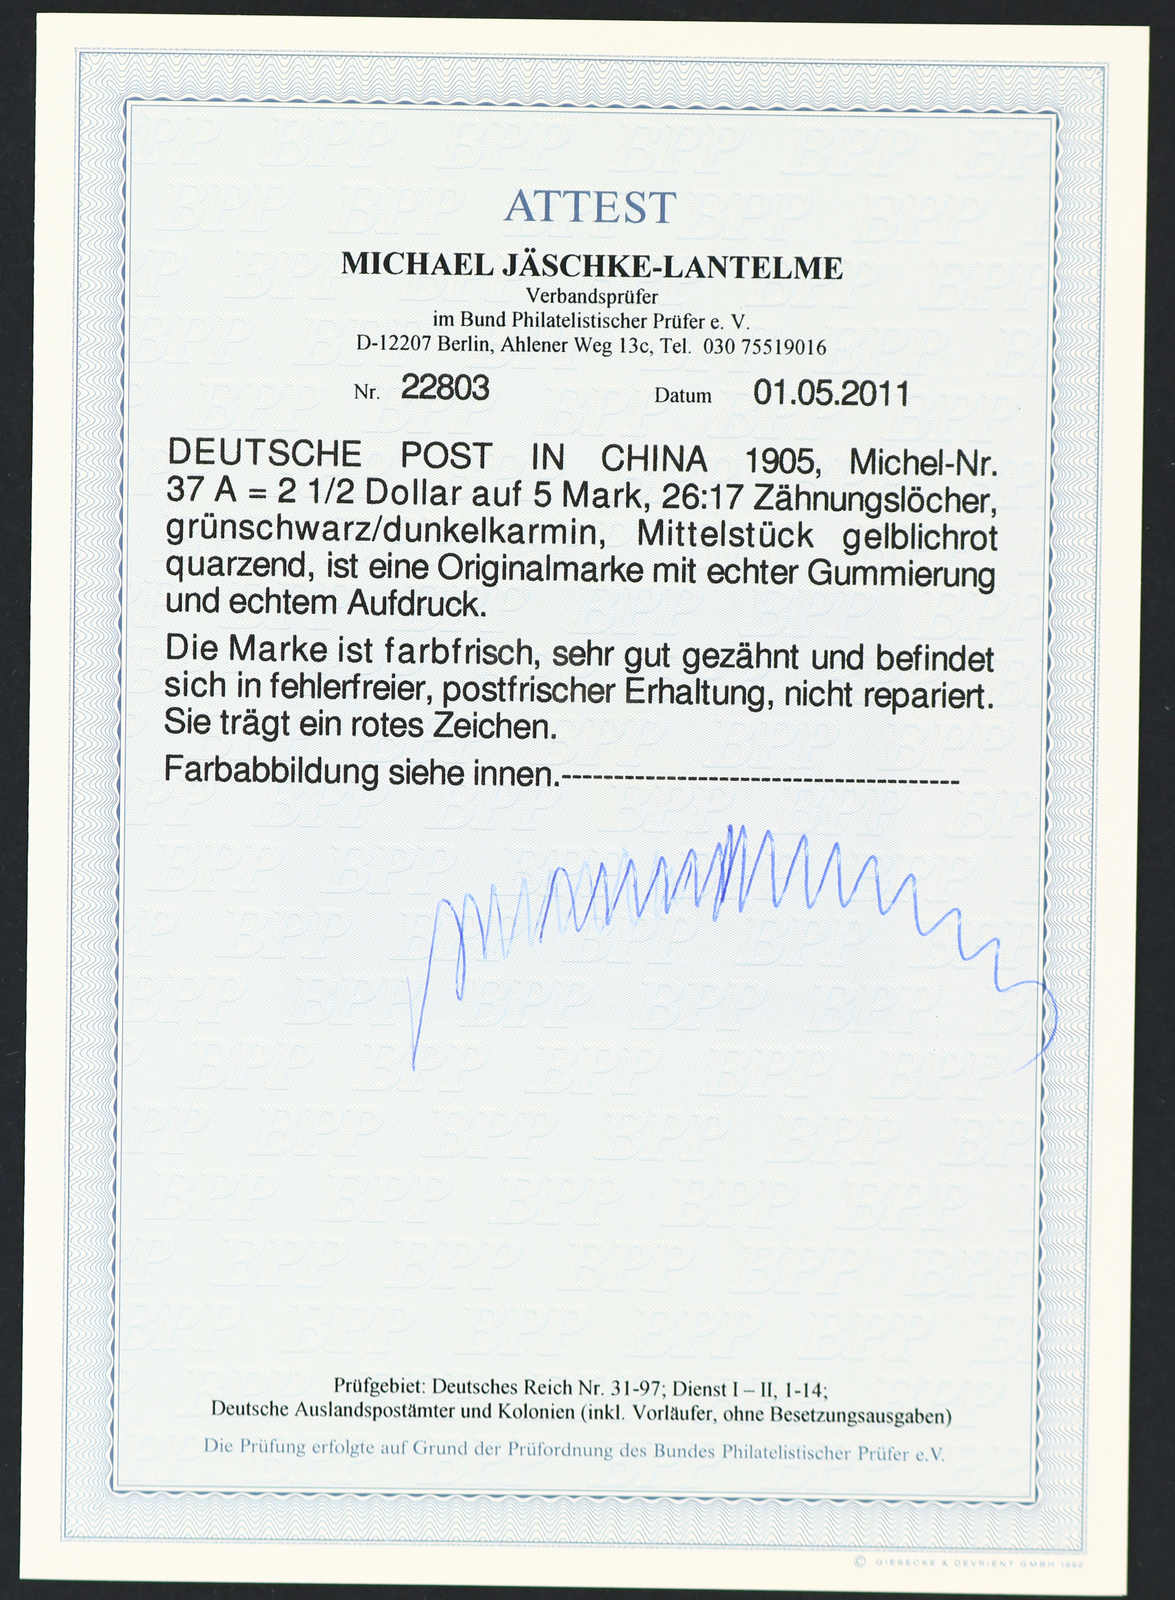 ATTEST
MICHAEL JÄSCHKE-LANTELME
Verbandsprüfer
im Bund Philatelistischer Prüfer e. V.
D-12207 Berlin, Ahlener Weg 13c, Tel. 030 75519016
Nr. 22803 Datum 01.05.2011
DEUTSCHE POST IN CHINA 1905, Michel-Nr.
37 A = 2 1/2 Dollar auf 5 Mark, 26:17 Zähnungslöcher,
grünschwarz/dunkelkarmin, Mittelstück gelblichrot
quarzend, ist eine Originalmarke mit echter Gummierung
und echtem Aufdruck.
Die Marke ist farbfrisch, sehr gut gezähnt und befindet
sich in fehlerfreier, postfrischer Erhaltung, nicht repariert.
Sie trägt ein rotes Zeichen.
Farbabbildung siehe innen.--------------------------------------
Prüfgebiet: Deutsches Reich Nr. 31-97; Dienst I – II, 1-14;
Deutsche Auslandspostämter und Kolonien (inkl. Vorläufer, ohne Besetzungsausgaben)
Die Prüfung erfolgte auf Grund der Prüfordnung des Bundes Philatelistischer Prüfer e.V.
© GIESECKE & DEVRIENT GMBH 1992